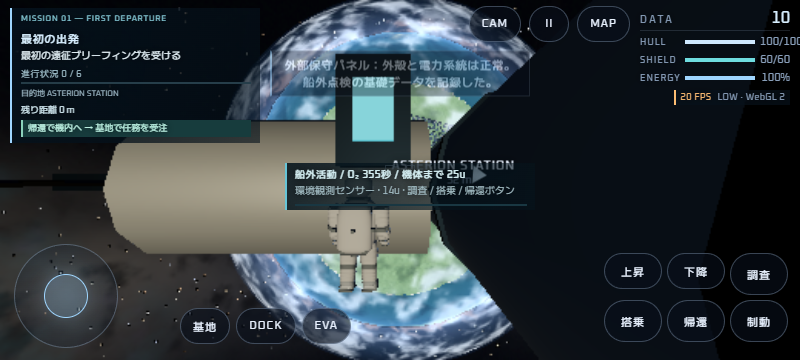 MISSION 01 — FIRST DEPARTURE
最初の出発
最初の遠征ブリーフィングを受ける
進行状況 0 / 6
目的地 ASTERION STATION
残り距離 0 m
帰還で機内へ → 基地で任務を受注
外部保守パネル：外殻と電力系統は正常。
船外点検の基礎データを記録した。
CAM
II
MAP
DATA 10
HULL 100/100
SHIELD 60/60
ENERGY 100%
20 FPS LOW · WebGL 2
ASTERION STATION
船外活動 / O₂ 355秒 / 機体まで 25u
環境観測センサー · 14u · 調査 / 搭乗 / 帰還ボタン
上昇
下降
調査
搭乗
帰還
制動
基地
DOCK
EVA